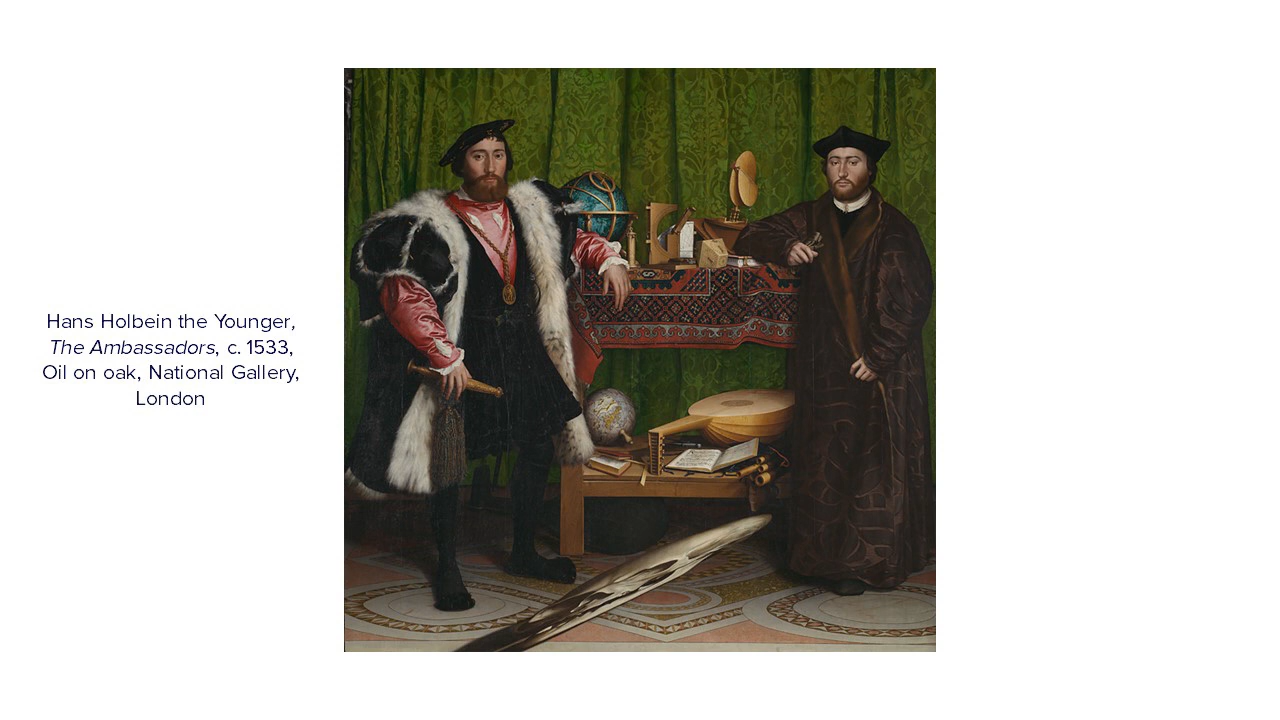 Hans Holbein the Younger,
The Ambassadors, c. 1533,
Oil on oak, National Gallery,
London